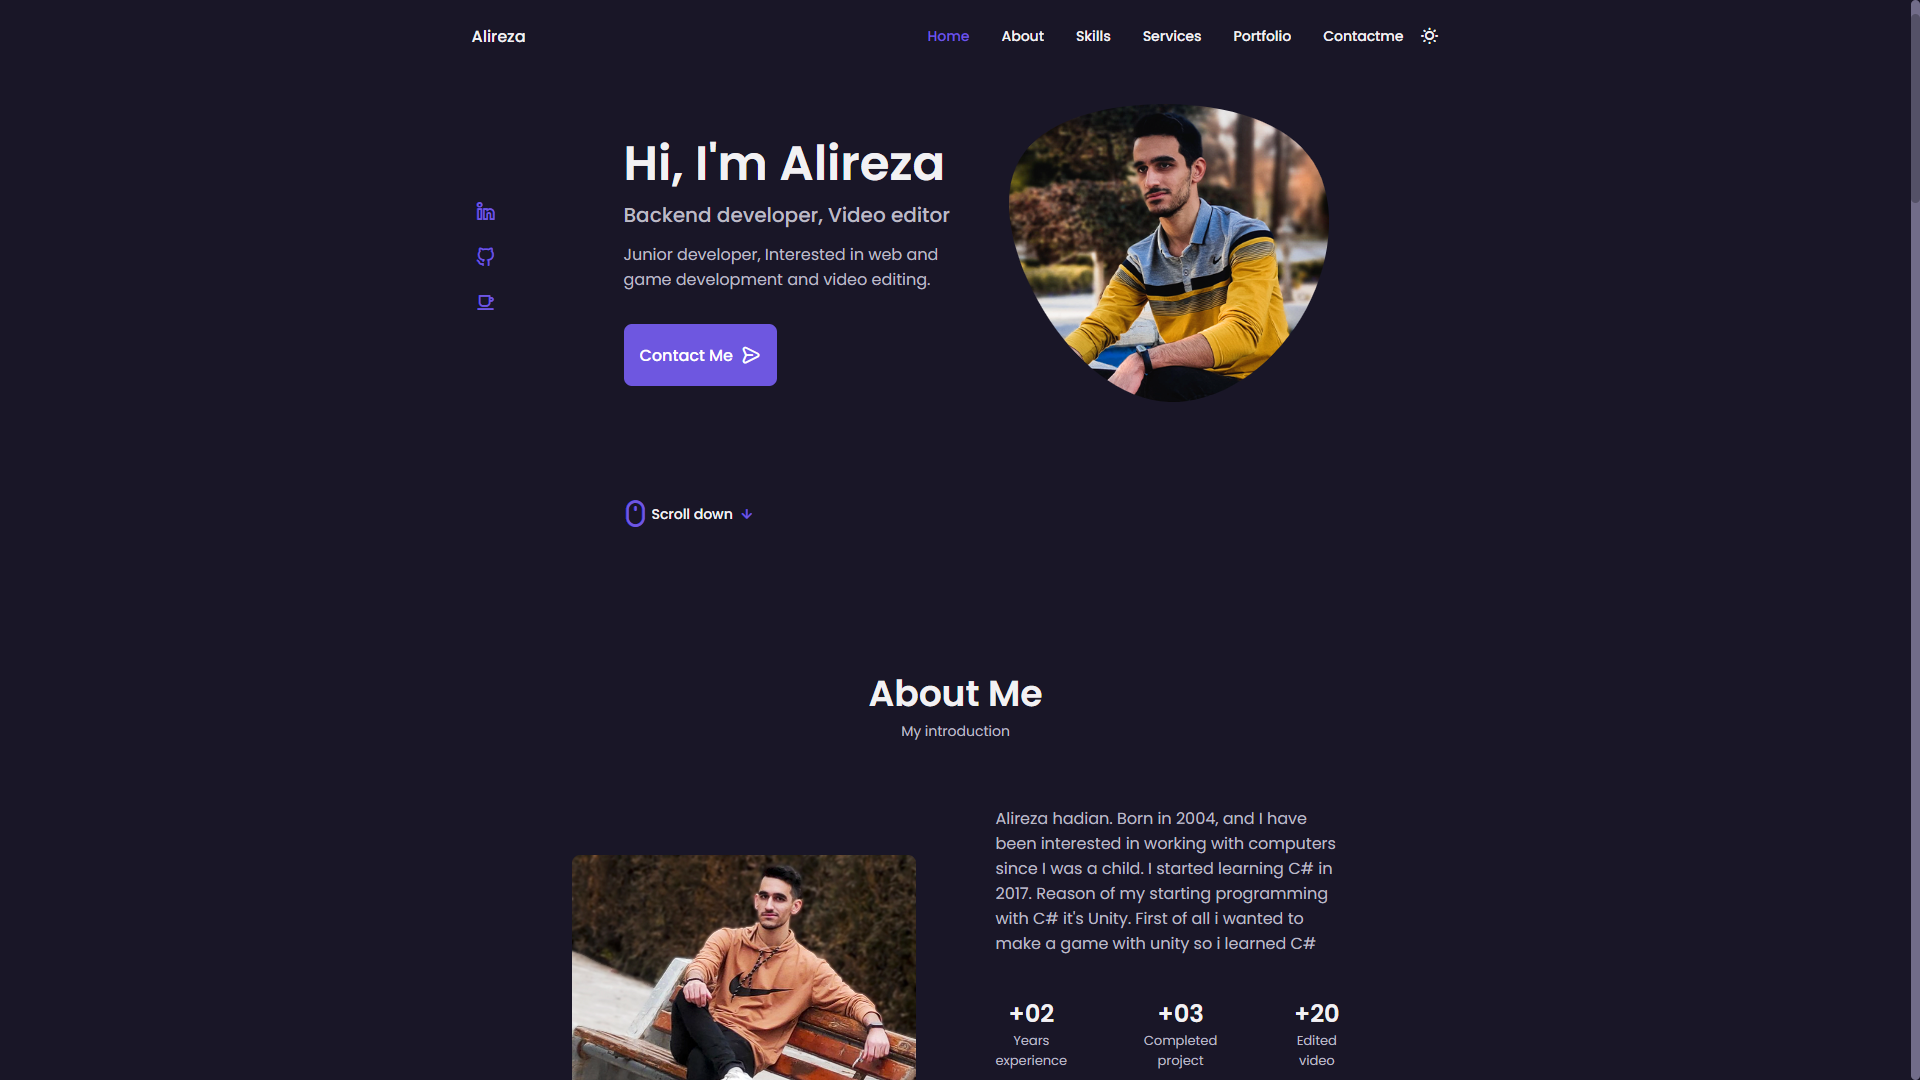 Alireza
Home About Skills Services Portfolio Contactme
Hi, I'm Alireza
Backend developer, Video editor
Junior developer, Interested in web and
game development and video editing.
Contact Me
Scroll down
About Me
My introduction
Alireza hadian. Born in 2004, and I have
been interested in working with computers
since I was a child. I started learning C# in
2017. Reason of my starting programming
with C# it's Unity. First of all i wanted to
make a game with unity so i learned C#
+02 +03 +20
Years Completed Edited
experience project video